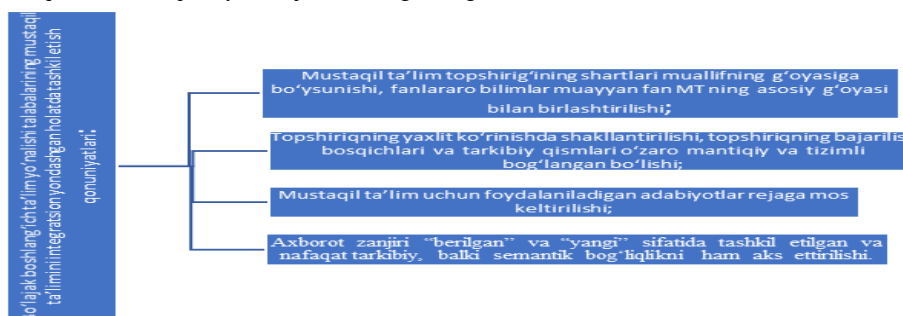 Bo‘lajak boshlang‘ich ta’lim yo‘nalishi talabalarining mustaqil
ta’limini integratsion yondashgan holatda tashkil etish
qonuniyatlari:
Mustaqil ta’lim topshirig‘ining shartlari muallifning g‘oyasiga
bo‘ysunishi, fanlararo bilimlar muayyan fan MT ning asosiy g‘oyasi
bilan birlashtirilishi;
Topshiriqning yaxlit ko‘rinishda shakllantirilishi, topshiriqning bajarilis
bosqichlari va tarkibiy qismlari o‘zaro mantiqiy va tizimli
bog‘langan bo‘lishi;
Mustaqil ta’lim uchun foydalaniladigan adabiyotlar rejaga mos
keltirilishi;
Axborot zanjiri “berilgan” va “yangi” sifatida tashkil etilgan va
nafaqat tarkibiy, balki semantik bog‘liqlikni ham aks ettirilishi.